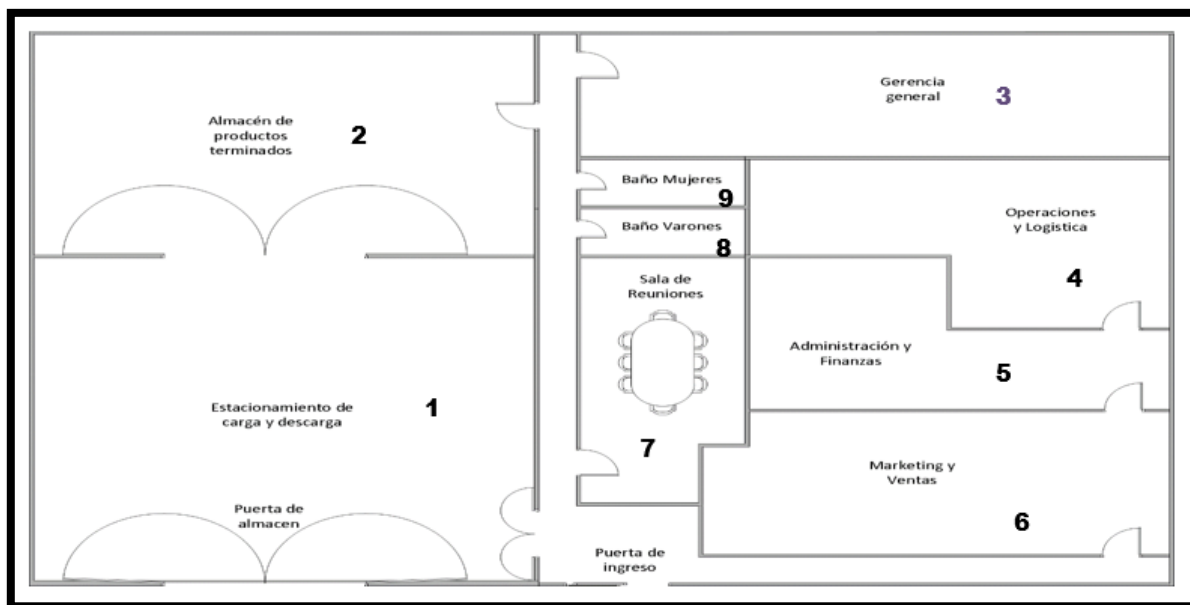 Almacén de
productos
terminados
2
Gerencia
general
3
Baño Mujeres
9
Baño Varones
8
Operaciones
y Logistica
4
Sala de
Reuniones
7
Administración y
Finanzas
5
Estacionamiento de
carga y descarga
1
Marketing y
Ventas
6
Puerta de
almacen
Puerta de
ingreso